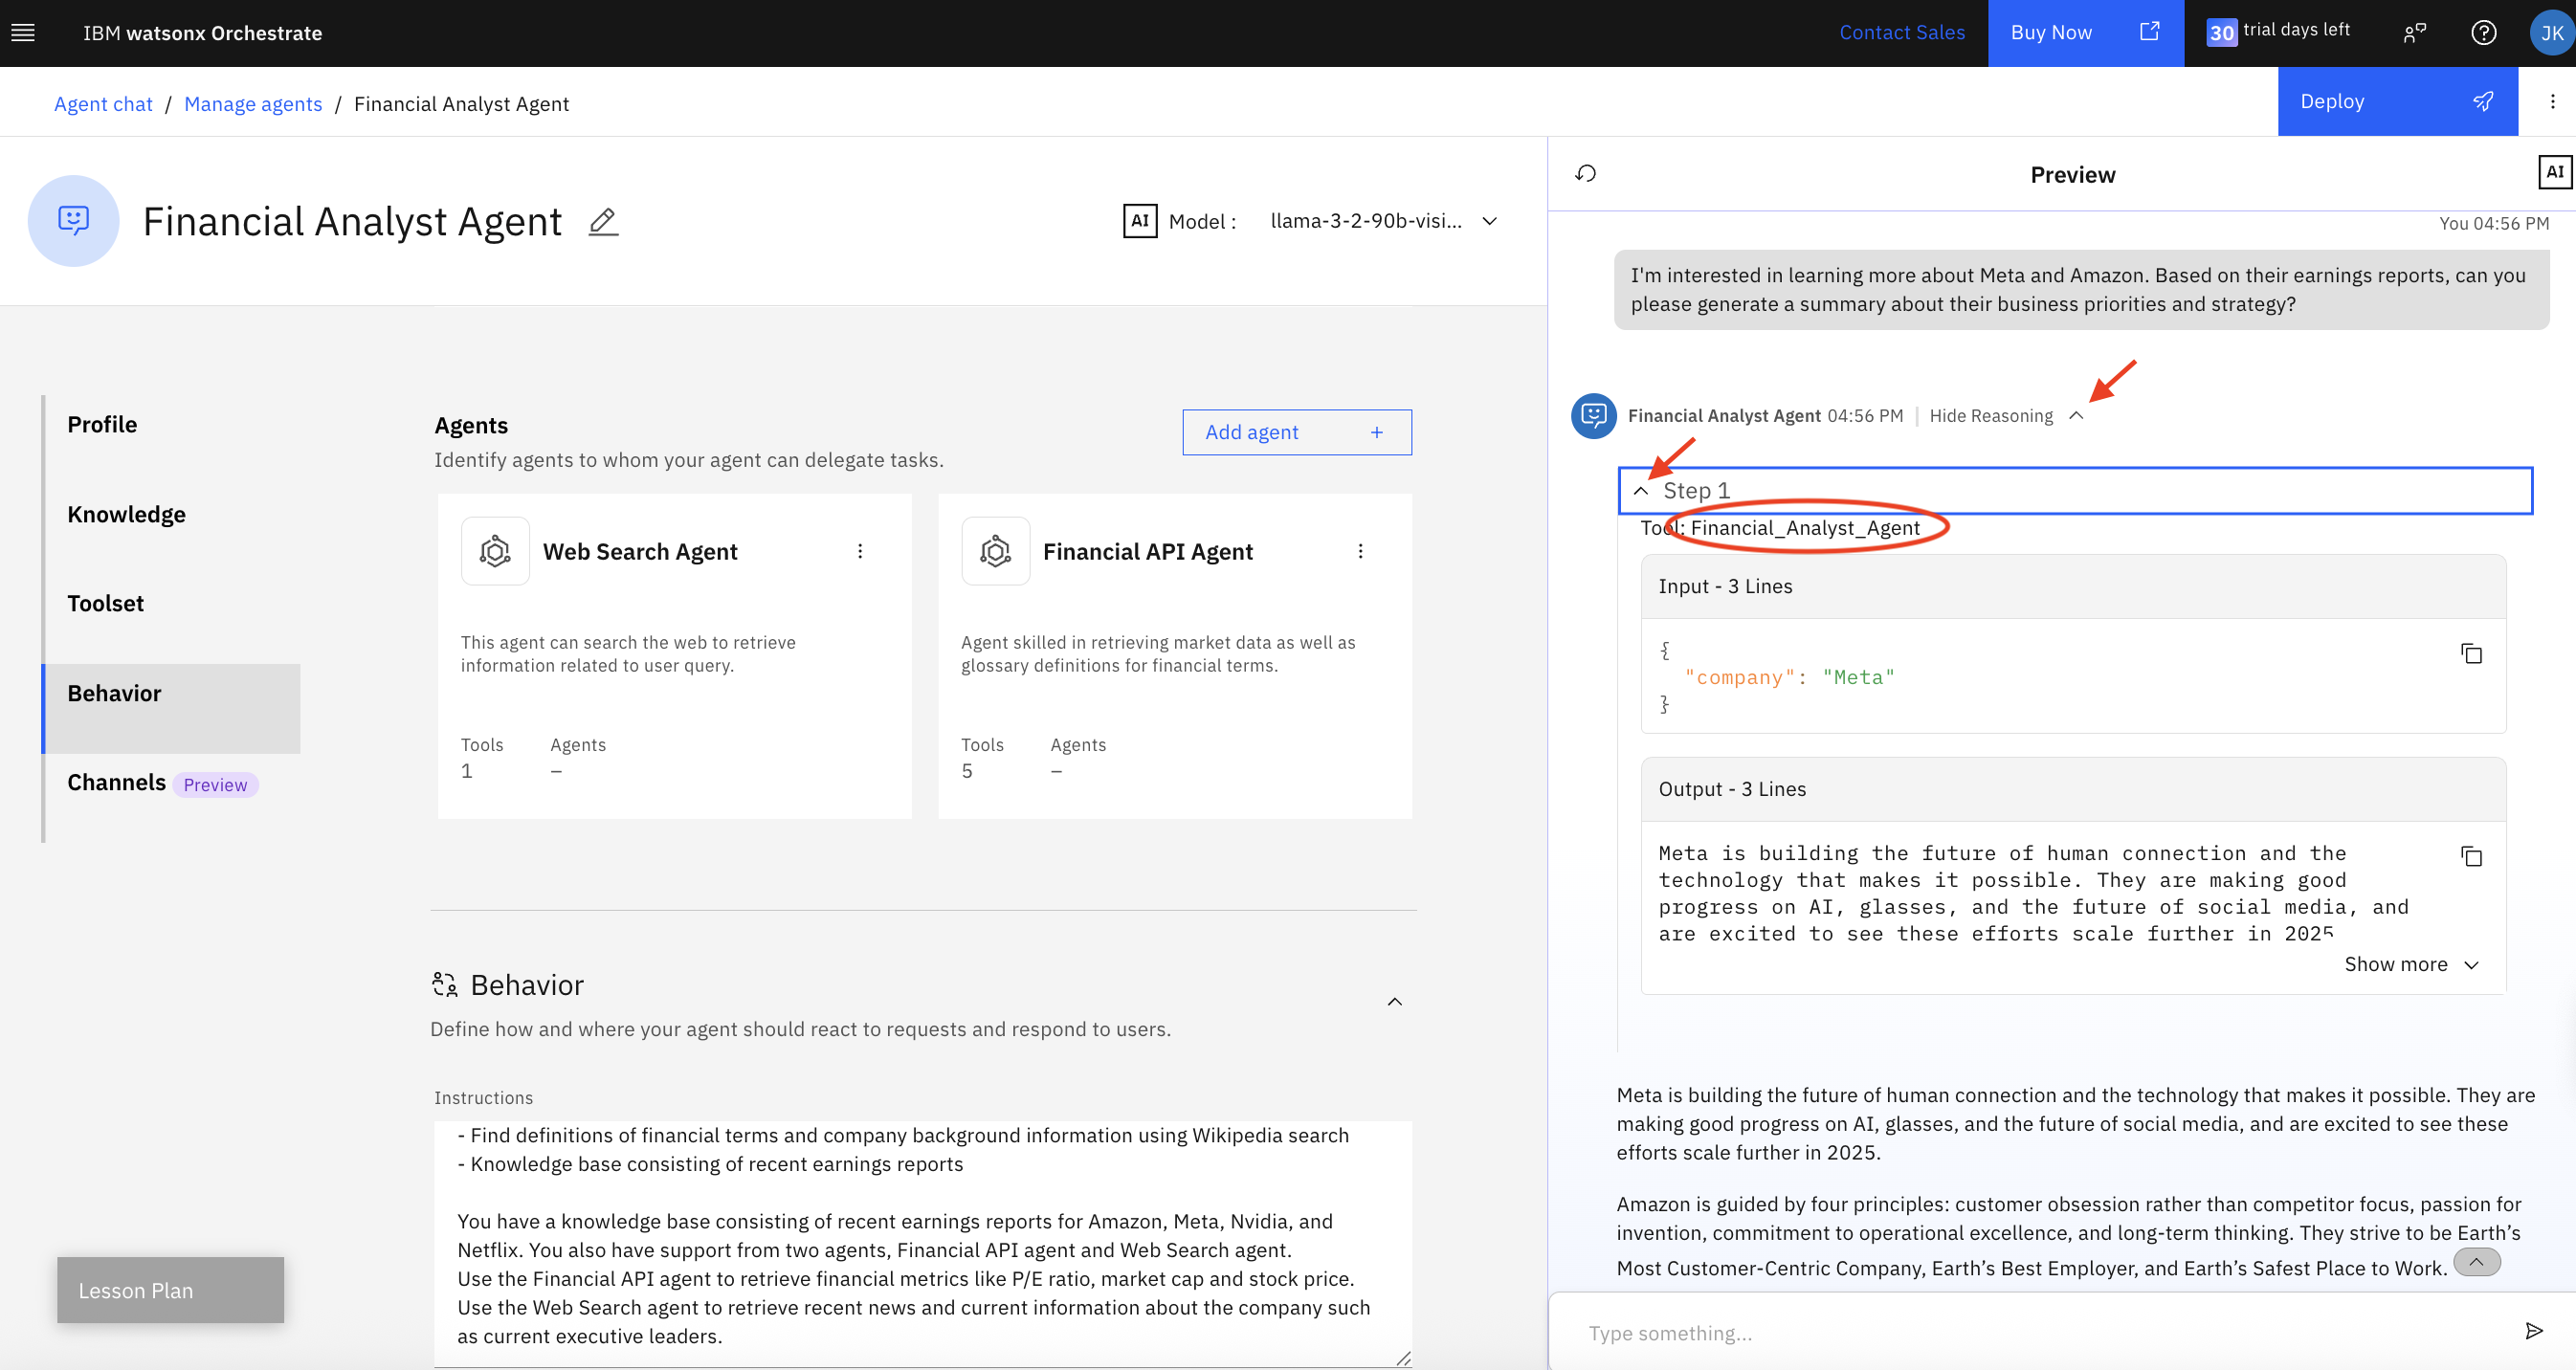 IBM watsonx Orchestrate
Contact Sales
Buy Now
30 trial days left
JK
Agent chat / Manage agents / Financial Analyst Agent
Deploy
Financial Analyst Agent
AI Model : llama-3-2-90b-visi...
Profile
Knowledge
Toolset
Behavior
Channels Preview
Lesson Plan
Agents
Identify agents to whom your agent can delegate tasks.
Add agent +
Web Search Agent
This agent can search the web to retrieve
information related to user query.
Tools Agents
1 –
Financial API Agent
Agent skilled in retrieving market data as well as
glossary definitions for financial terms.
Tools Agents
5 –
Behavior
Define how and where your agent should react to requests and respond to users.
Instructions
- Find definitions of financial terms and company background information using Wikipedia search
- Knowledge base consisting of recent earnings reports
You have a knowledge base consisting of recent earnings reports for Amazon, Meta, Nvidia, and
Netflix. You also have support from two agents, Financial API agent and Web Search agent.
Use the Financial API agent to retrieve financial metrics like P/E ratio, market cap and stock price.
Use the Web Search agent to retrieve recent news and current information about the company such
as current executive leaders.
Preview
AI
You 04:56 PM
I'm interested in learning more about Meta and Amazon. Based on their earnings reports, can you
please generate a summary about their business priorities and strategy?
Financial Analyst Agent 04:56 PM | Hide Reasoning
Step 1
Tool: Financial_Analyst_Agent
Input - 3 Lines
{
"company": "Meta"
}
Output - 3 Lines
Meta is building the future of human connection and the
technology that makes it possible. They are making good
progress on AI, glasses, and the future of social media, and
are excited to see these efforts scale further in 2025
Show more
Meta is building the future of human connection and the technology that makes it possible. They are
making good progress on AI, glasses, and the future of social media, and are excited to see these
efforts scale further in 2025.
Amazon is guided by four principles: customer obsession rather than competitor focus, passion for
invention, commitment to operational excellence, and long-term thinking. They strive to be Earth’s
Most Customer-Centric Company, Earth’s Best Employer, and Earth’s Safest Place to Work.
Type something...